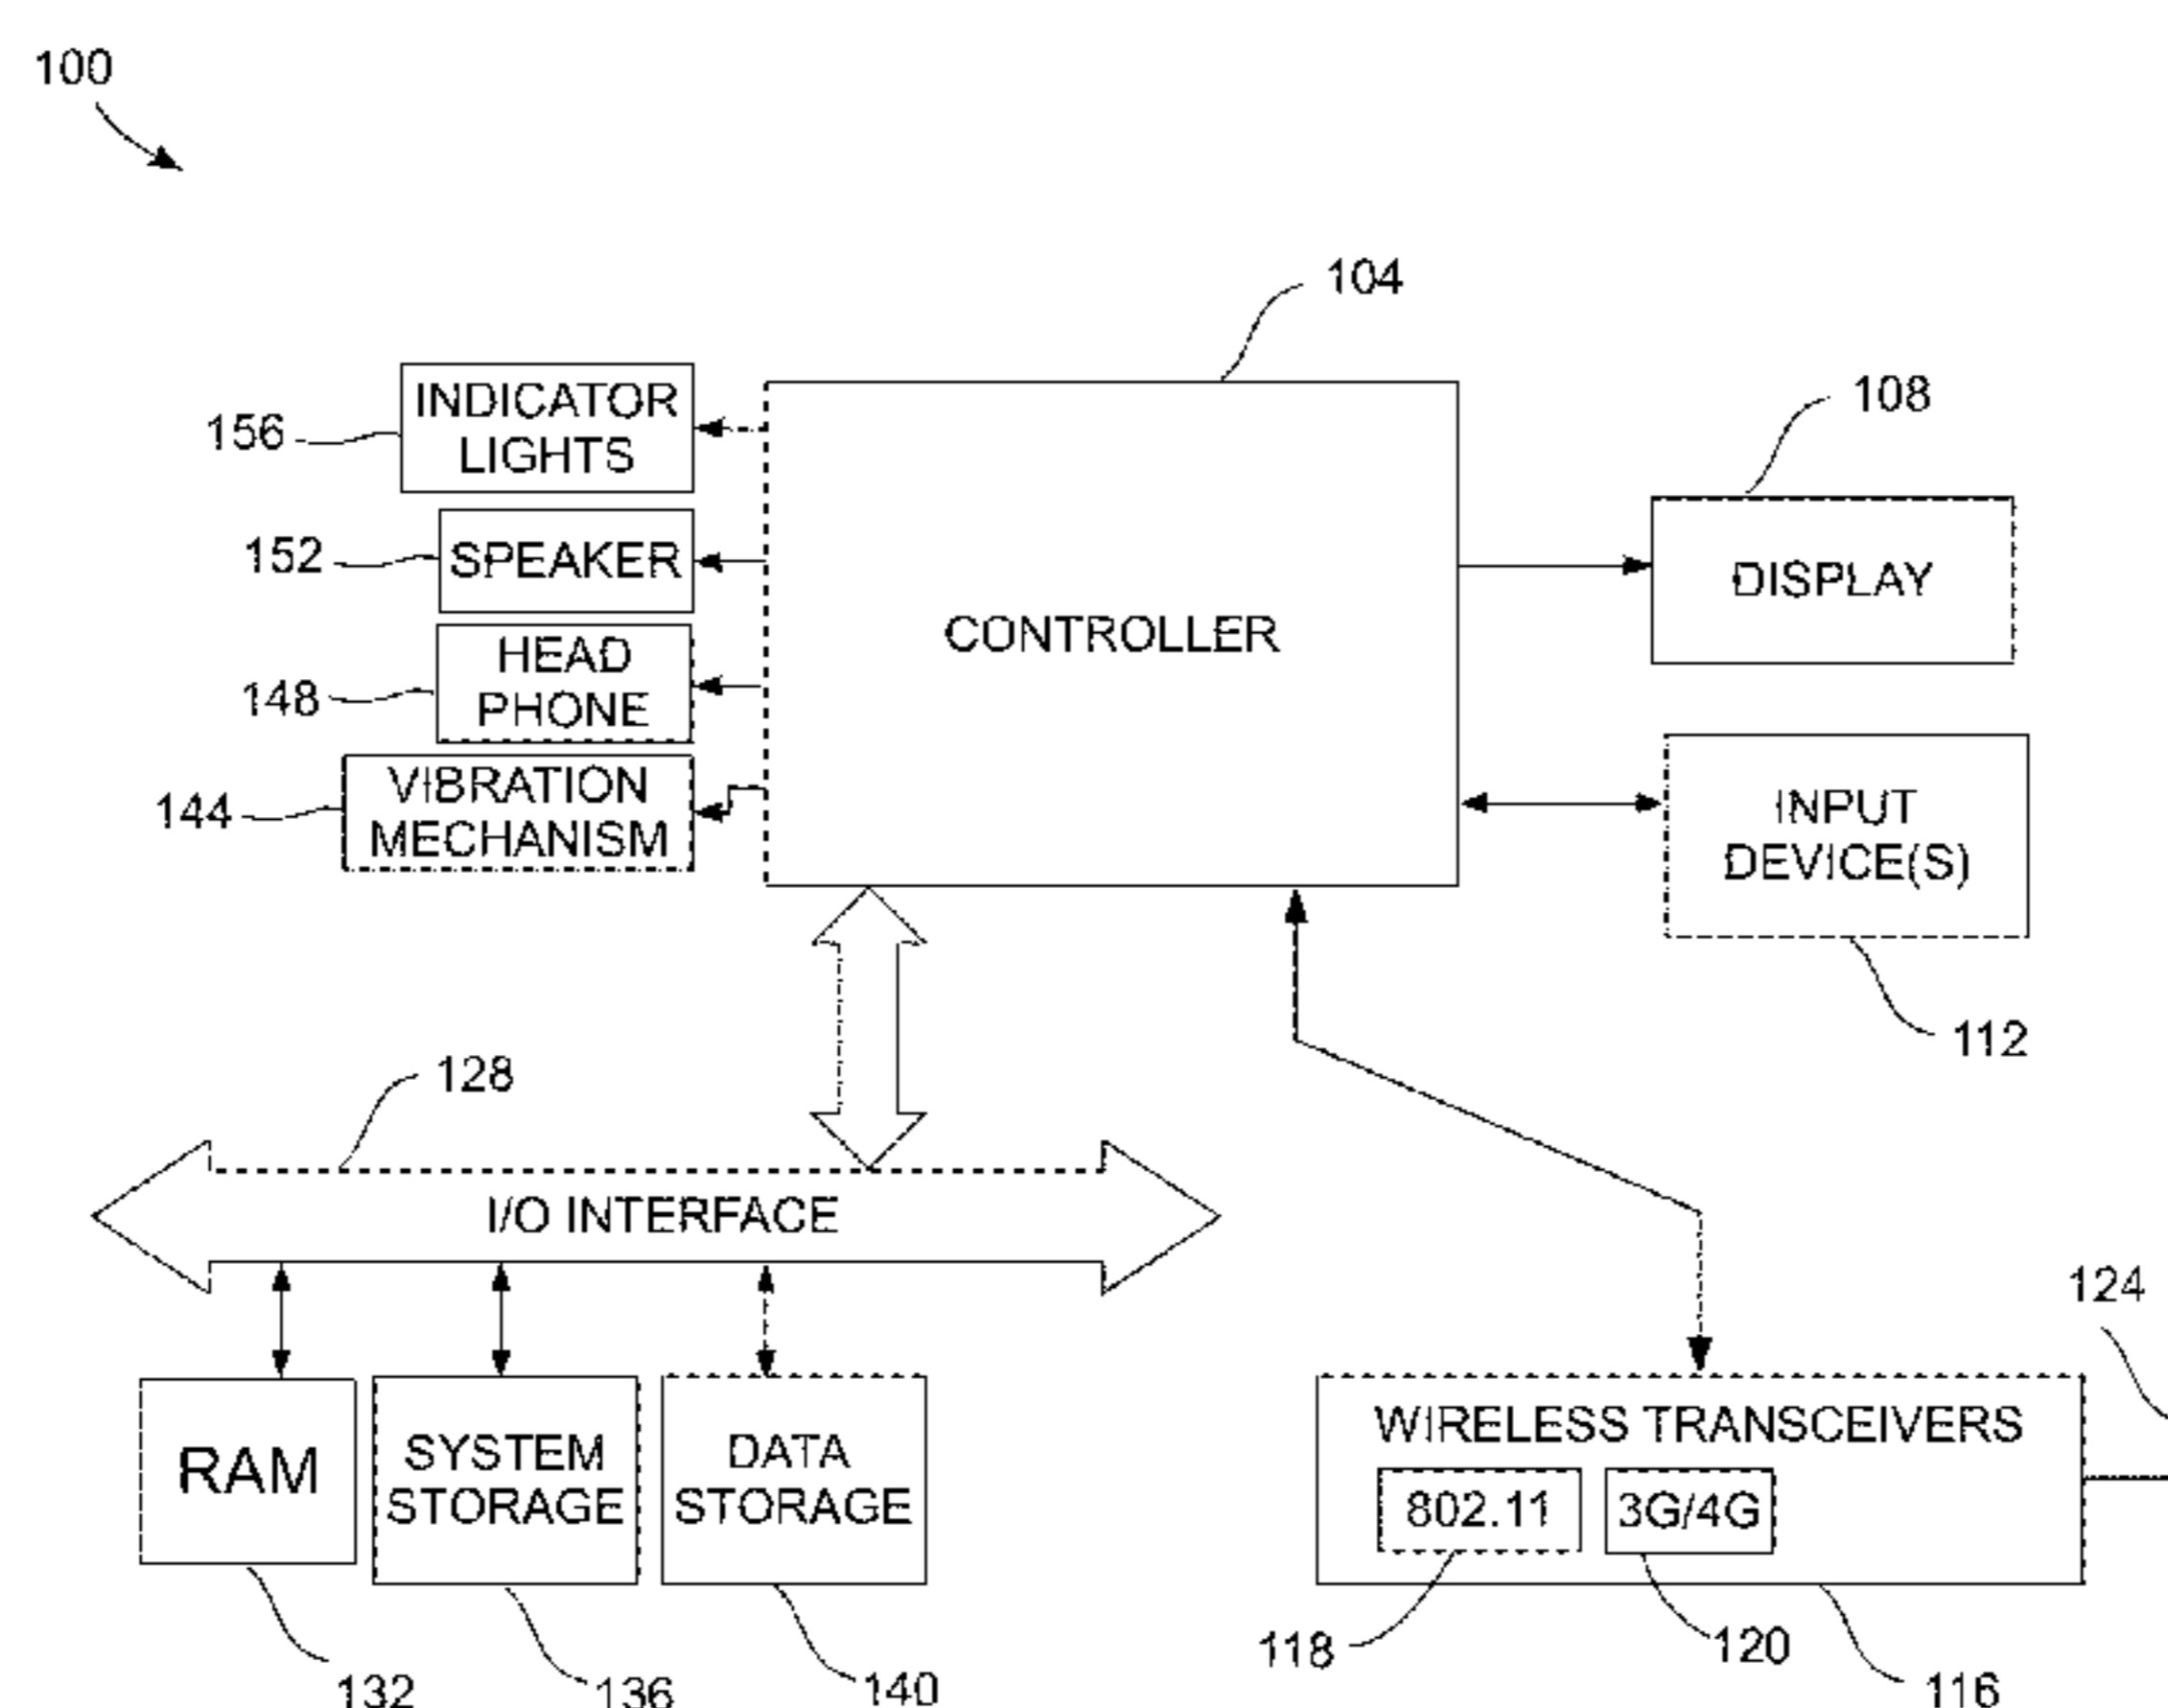 100
104
INDICATOR
LIGHTS
156
108
SPEAKER
152
DISPLAY
HEAD
PHONE
148
CONTROLLER
VIBRATION
MECHANISM
144
INPUT
DEVICE(S)
112
128
I/O INTERFACE
124
RAM
SYSTEM
STORAGE
DATA
STORAGE
WIRELESS TRANSCEIVERS
802.11
3G/4G
118
120
132
136
140
116